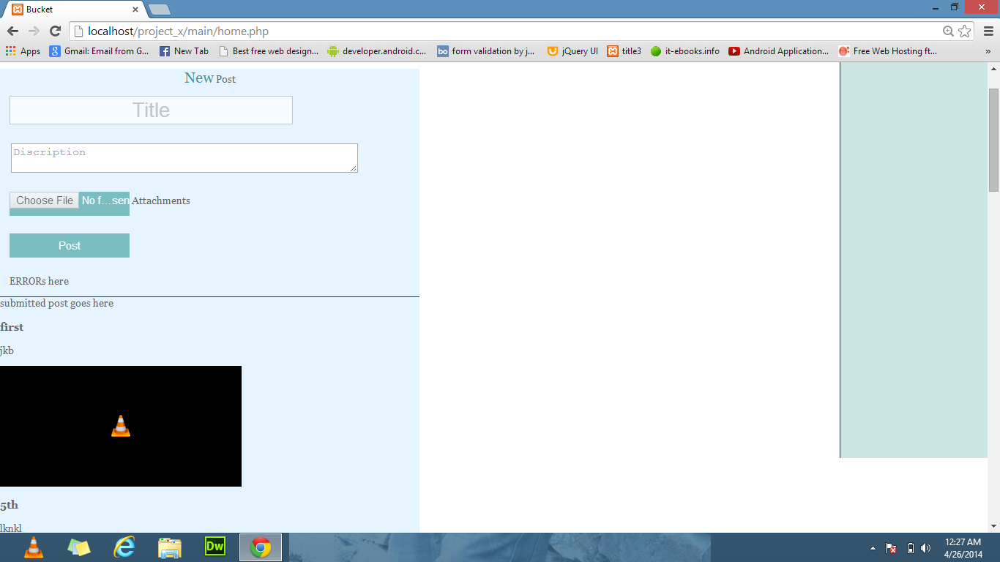 Bucket
localhost/project_x/main/home.php
Apps Gmail: Email from G... New Tab Best free web design... developer.android.c... form validation by j... jQuery UI title3 it-ebooks.info Android Application... Free Web Hosting ft... »
New Post
Title
Discription
Choose File No f...sen Attachments
Post
ERRORs here
submitted post goes here
first
jkb
5th
lknkl
Dw
12:27 AM
4/26/2014